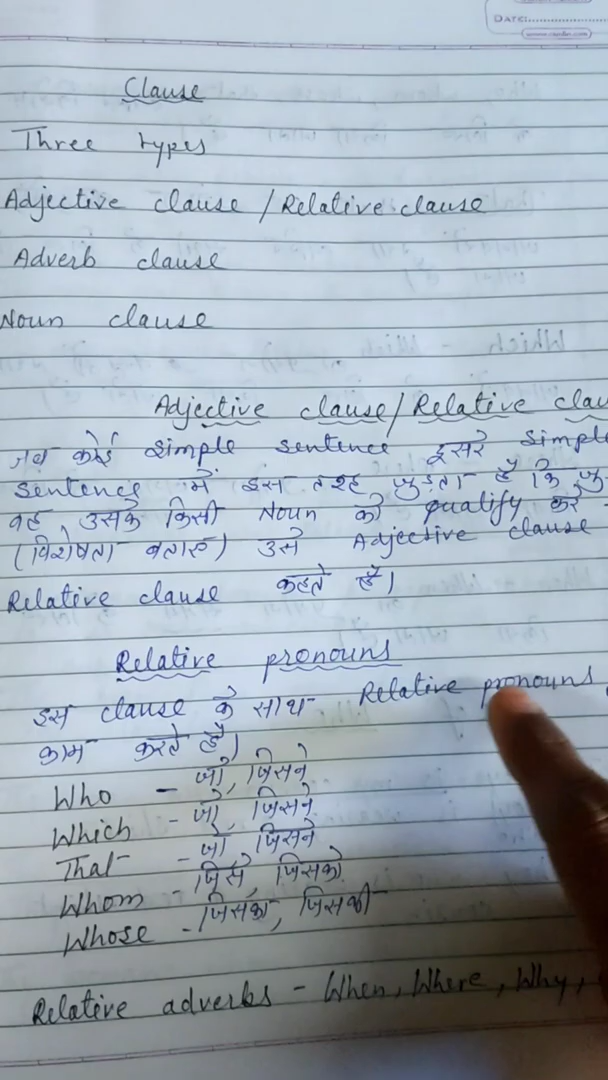 DATE:
Clause
Three types
Adjective clause / Relative clause
Adverb clause
Noun clause
Adjective clause / Relative clau
जब कोई simple sentence दूसरे simple
sentence में इस तरह जुड़ता है कि
वह उसके किसी Noun को qualify करे
(विशेषता बताए) उसे Adjective clause
Relative clause कहते हैं।
Relative pronouns
इस clause के साथ Relative pronouns
काम करते हैं।
Who - जो, जिसने
Which - जो, जिसने
That - जो जिसने
Whom - जिसे, जिसको
Whose - जिसका, जिसकी
Relative adverbs - When, Where, Why,